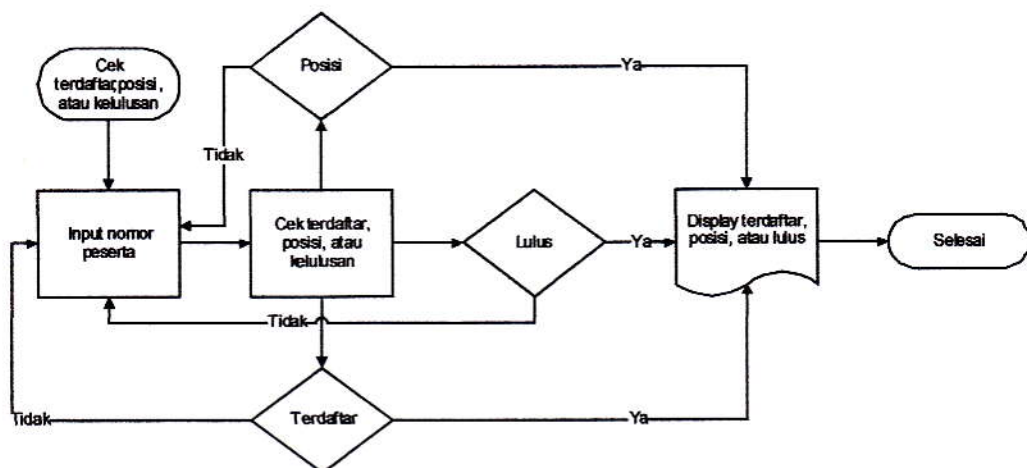 Cek
terdaftar,posisi,
atau kelulusan
Posisi
Ya
Tidak
Input nomor
peserta
Cek terdaftar,
posisi, atau
kelulusan
Lulus
Ya
Display terdaftar,
posisi, atau lulus
Selesai
Tidak
Tidak
Terdaftar
Ya